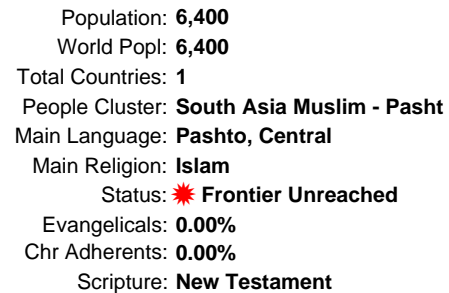 Population: 6,400
World Popl: 6,400
Total Countries: 1
People Cluster: South Asia Muslim - Pasht
Main Language: Pashto, Central
Main Religion: Islam
Status: Frontier Unreached
Evangelicals: 0.00%
Chr Adherents: 0.00%
Scripture: New Testament